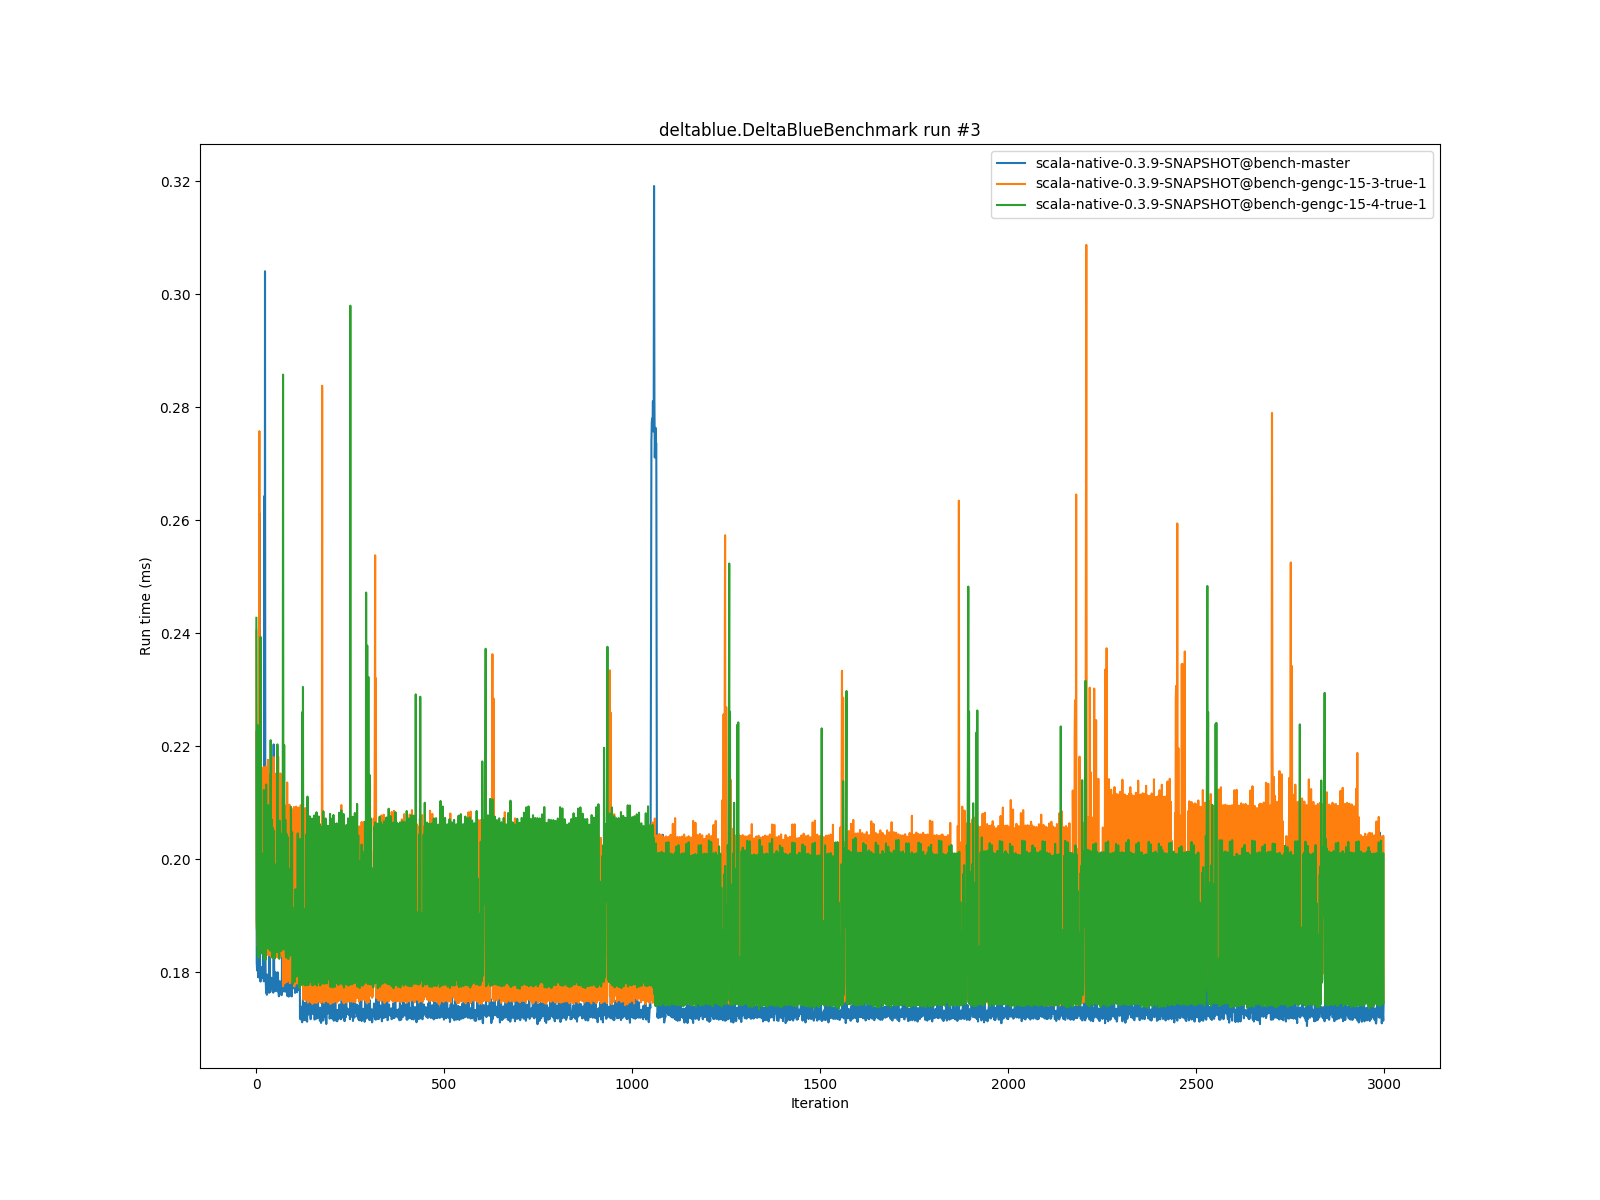 deltablue.DeltaBlueBenchmark run #3
scala-native-0.3.9-SNAPSHOT@bench-master
scala-native-0.3.9-SNAPSHOT@bench-gengc-15-3-true-1
scala-native-0.3.9-SNAPSHOT@bench-gengc-15-4-true-1
0.32
0.30
0.28
0.26
0.24
0.22
0.20
0.18
Run time (ms)
0 500 1000 1500 2000 2500 3000
Iteration